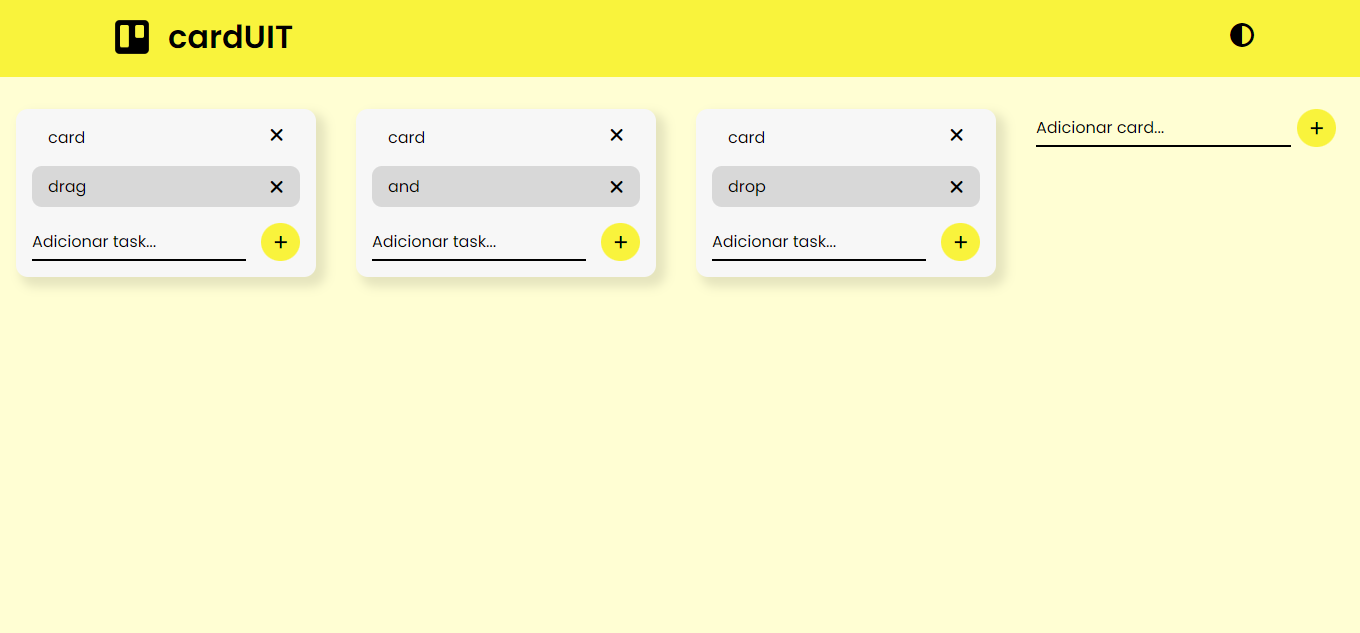 cardUIT
card
drag
Adicionar task...
card
and
Adicionar task...
card
drop
Adicionar task...
Adicionar card...